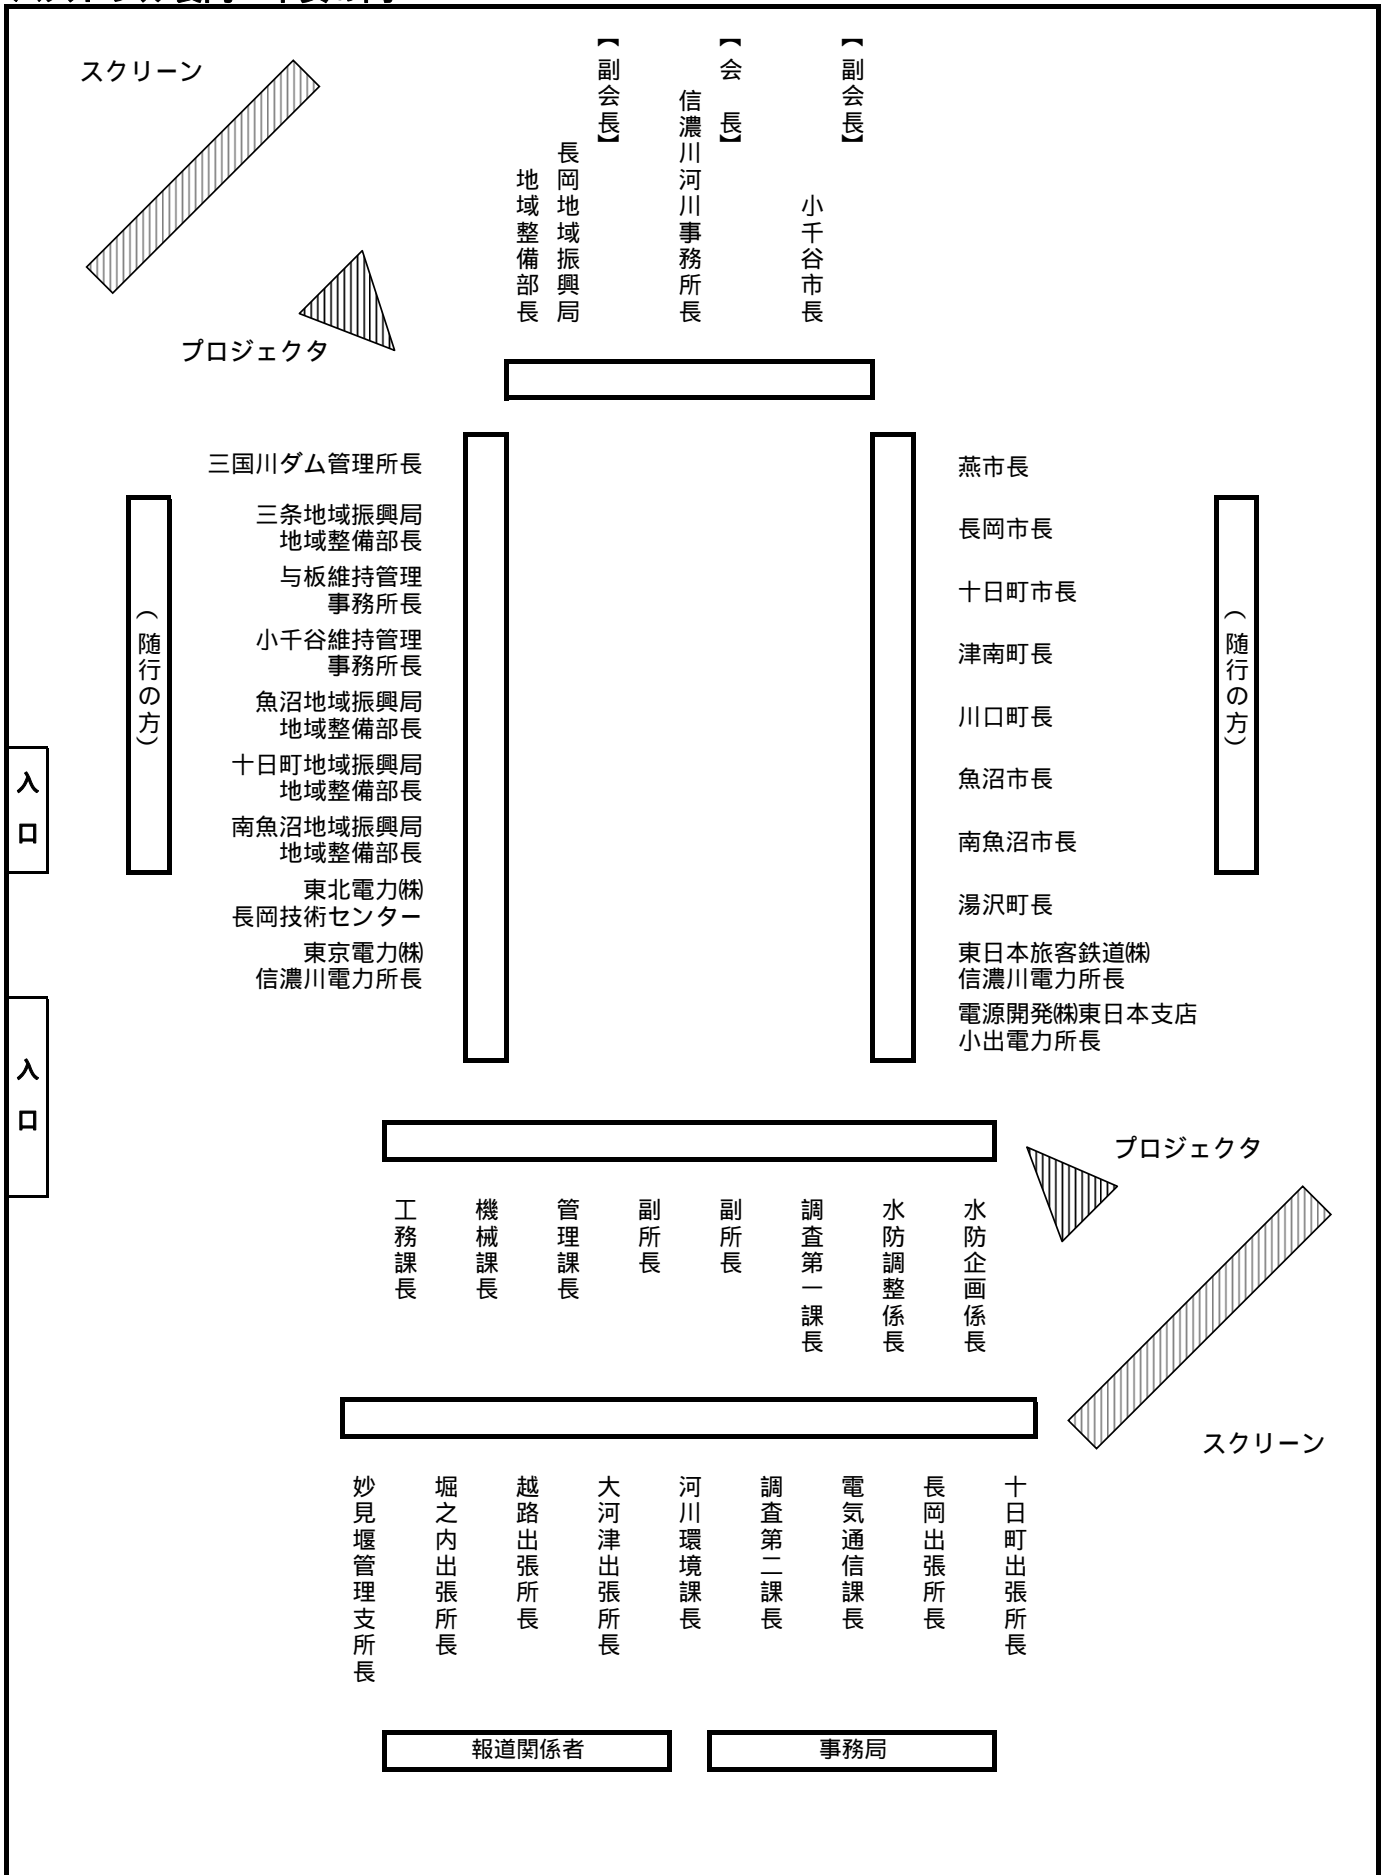 スクリーン
プロジェクタ
【副会長】
小千谷市長
【会　長】
信濃川河川事務所長
【副会長】
長岡地域振興局
地域整備部長
三国川ダム管理所長
三条地域振興局
地域整備部長
与板維持管理
事務所長
小千谷維持管理
事務所長
魚沼地域振興局
地域整備部長
十日町地域振興局
地域整備部長
南魚沼地域振興局
地域整備部長
東北電力㈱
長岡技術センター
東京電力㈱
信濃川電力所長
燕市長
長岡市長
十日町市長
津南町長
川口町長
魚沼市長
南魚沼市長
湯沢町長
東日本旅客鉄道㈱
信濃川電力所長
電源開発㈱東日本支店
小出電力所長
（随行の方）
（随行の方）
入口
入口
プロジェクタ
スクリーン
水防企画係長
水防調整係長
調査第一課長
副所長
副所長
管理課長
機械課長
工務課長
十日町出張所長
長岡出張所長
電気通信課長
調査第二課長
河川環境課長
大河津出張所長
越路出張所長
堀之内出張所長
妙見堰管理支所長
報道関係者
事務局